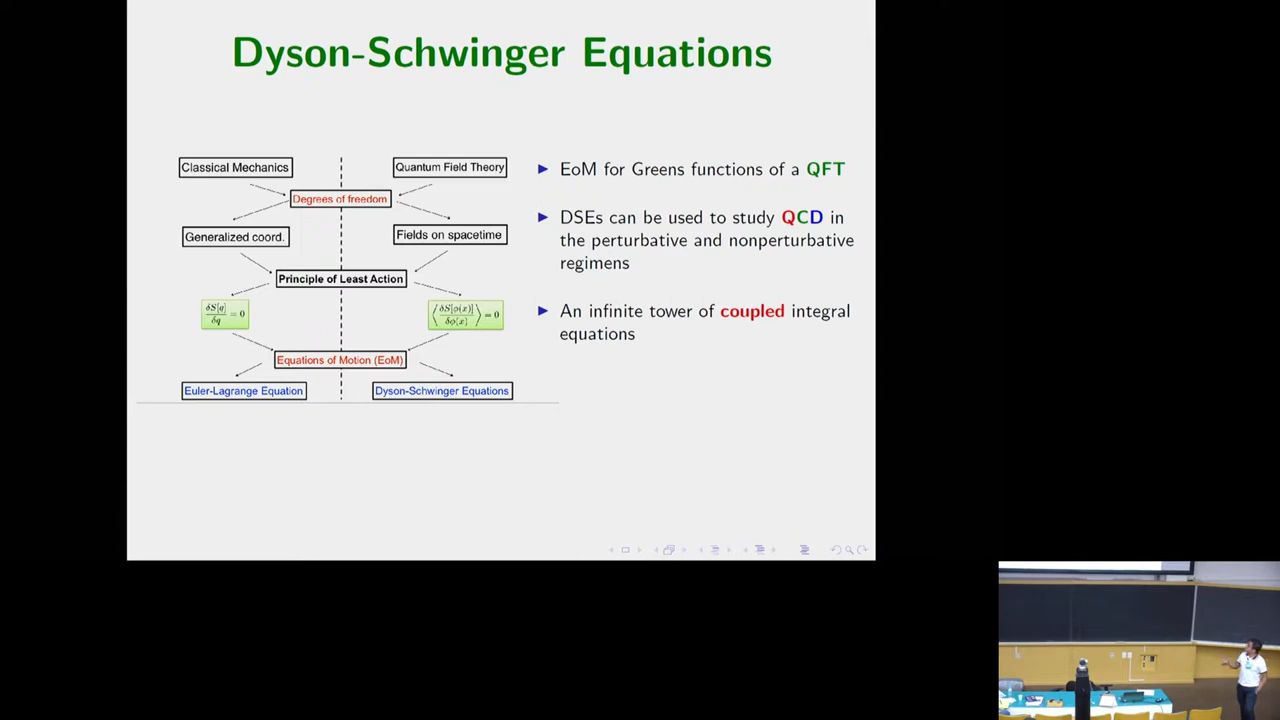 Dyson-Schwinger Equations
Classical Mechanics
Quantum Field Theory
Degrees of freedom
Generalized coord.
Fields on spacetime
Principle of Least Action
δS[q]/δq = 0
⟨δS[φ(x)]/δφ(x)⟩ = 0
Equations of Motion (EoM)
Euler-Lagrange Equation
Dyson-Schwinger Equations
▶ EoM for Greens functions of a QFT
▶ DSEs can be used to study QCD in
the perturbative and nonperturbative
regimens
▶ An infinite tower of coupled integral
equations